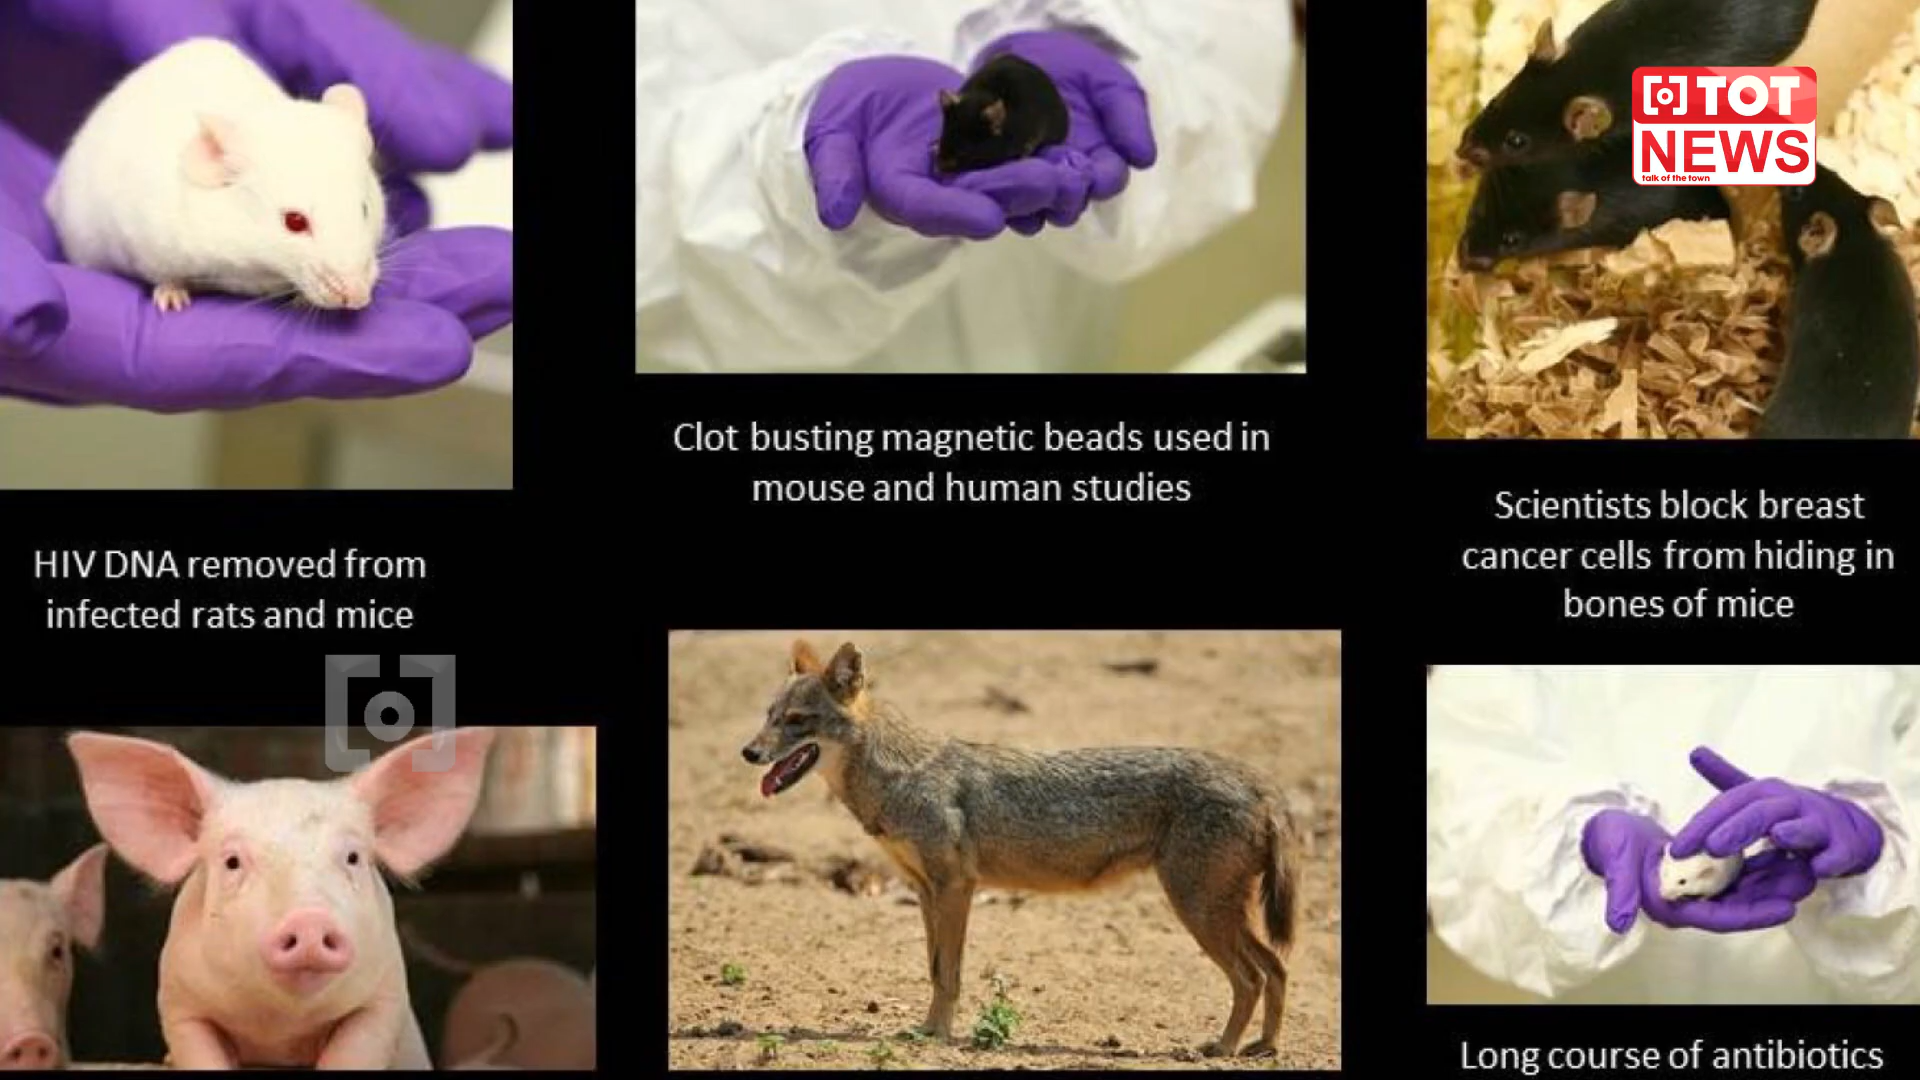 TOT
NEWS
talk of the town
Clot busting magnetic beads used in
mouse and human studies
Scientists block breast
cancer cells from hiding in
bones of mice
HIV DNA removed from
infected rats and mice
Long course of antibiotics